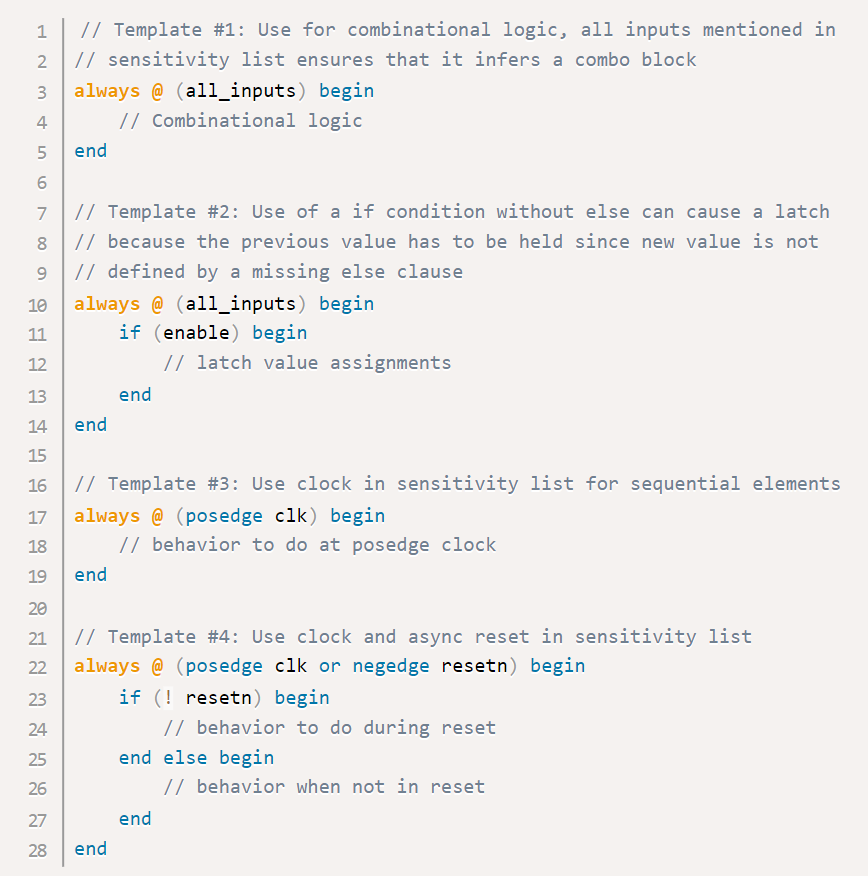 1 // Template #1: Use for combinational logic, all inputs mentioned in
2 // sensitivity list ensures that it infers a combo block
3 always @ (all_inputs) begin
4     // Combinational logic
5 end
6
7 // Template #2: Use of a if condition without else can cause a latch
8 // because the previous value has to be held since new value is not
9 // defined by a missing else clause
10 always @ (all_inputs) begin
11     if (enable) begin
12         // latch value assignments
13     end
14 end
15
16 // Template #3: Use clock in sensitivity list for sequential elements
17 always @ (posedge clk) begin
18     // behavior to do at posedge clock
19 end
20
21 // Template #4: Use clock and async reset in sensitivity list
22 always @ (posedge clk or negedge resetn) begin
23     if (! resetn) begin
24         // behavior to do during reset
25     end else begin
26         // behavior when not in reset
27     end
28 end